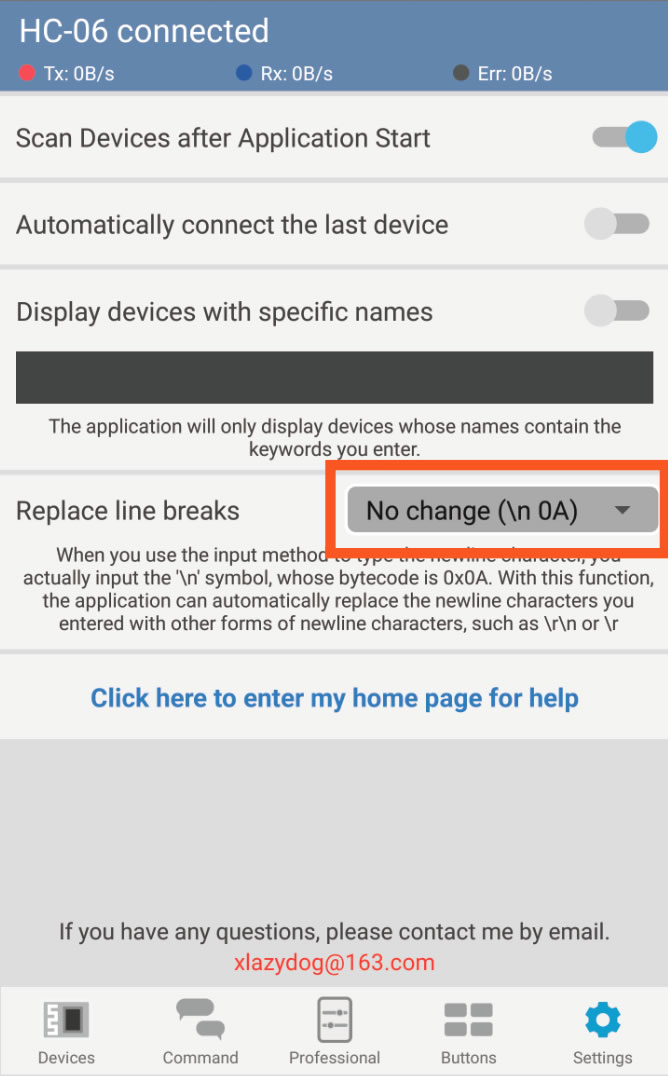 HC-06 connected
Tx: 0B/s Rx: 0B/s Err: 0B/s
Scan Devices after Application Start
Automatically connect the last device
Display devices with specific names
The application will only display devices whose names contain the
keywords you enter.
Replace line breaks No change (\n 0A)
When you use the input method to type the newline character, you
actually input the '\n' symbol, whose bytecode is 0x0A. With this function,
the application can automatically replace the newline characters you
entered with other forms of newline characters, such as \r\n or \r
Click here to enter my home page for help
If you have any questions, please contact me by email.
xlazydog@163.com
Devices Command Professional Buttons Settings